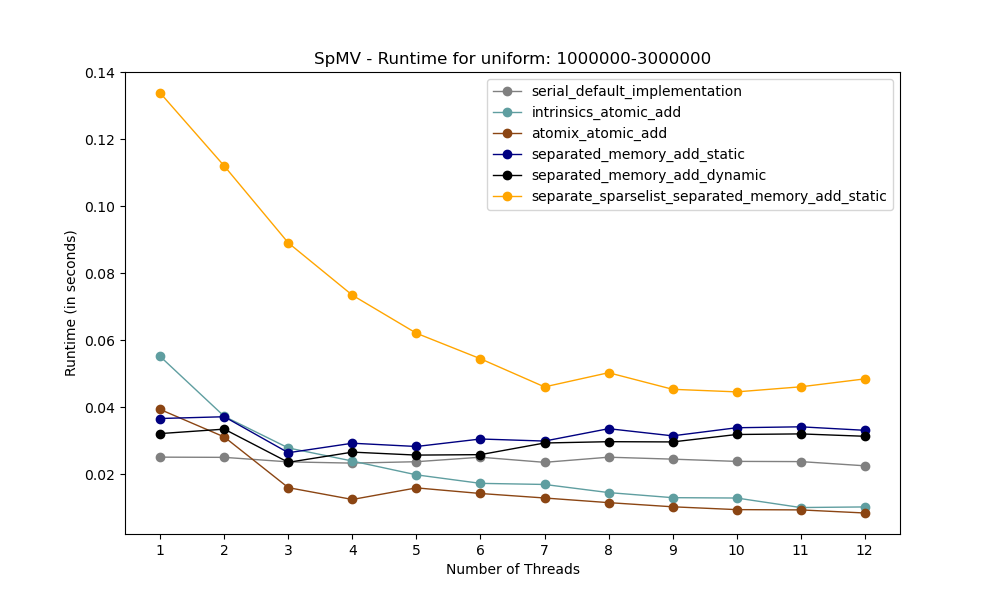 SpMV - Runtime for uniform: 1000000-3000000
serial_default_implementation
intrinsics_atomic_add
atomix_atomic_add
separated_memory_add_static
separated_memory_add_dynamic
separate_sparselist_separated_memory_add_static
Runtime (in seconds)
0.14
0.12
0.10
0.08
0.06
0.04
0.02
1 2 3 4 5 6 7 8 9 10 11 12
Number of Threads